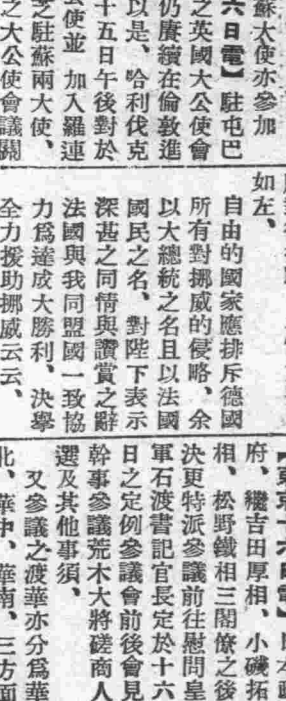 蘇大使亦參加
六日電】 駐屯巴
之英國大公使會
仍賡續在倫敦進
以是、哈利伐克
十五日午後對於
使並 加入羅連
駐蘇兩大使、
之大公使會議關
如左、
自由的國家應排斥德國
所有對挪威的侵略、余
以大總統之名且以法國
國民之名、對陛下表示
深甚之同情與讚賞之辭
法國與我同盟國一致協
力爲達成大勝利、決舉
全力援助挪威云云、
【東京十六日電】日本政
府、繼吉田厚相、小磯拓
相、松野鐵相三閣僚之後
決更特派參議前往慰問皇
軍石渡書記官長定於十六
日之定例參議會前後會見
幹事參議荒木大將磋商人
選及其他事須、
又參議之渡華亦分爲華
北、華中、華南、三方面